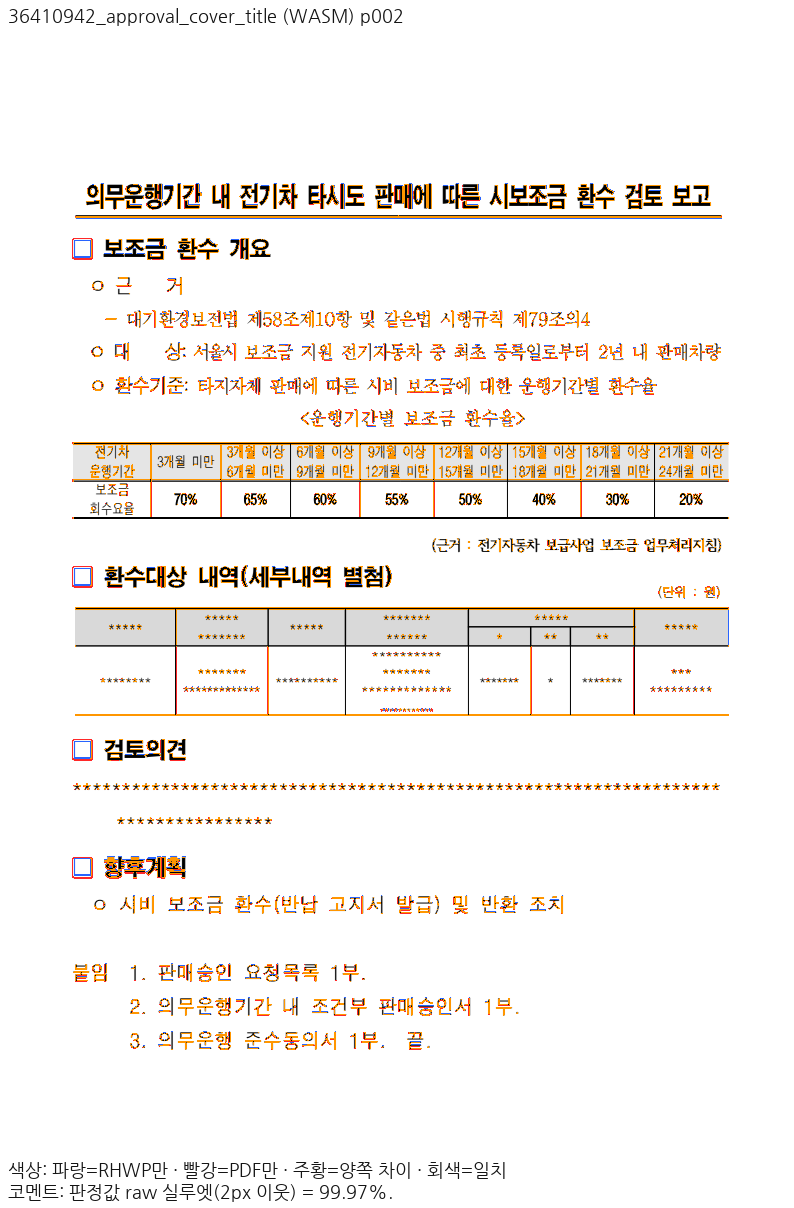 36410942_approval_cover_title (WASM) p002
의무운행기간 내 전기차 타시도 판매에 따른 시보조금 환수 검토 보고
□ 보조금 환수 개요
ㅇ 근 거
- 대기환경보전법 제58조제10항 및 같은법 시행규칙 제79조의4
ㅇ 대 상: 서울시 보조금 지원 전기자동차 중 최초 등록일로부터 2년 내 판매차량
ㅇ 환수기준: 타지자체 판매에 따른 시비 보조금에 대한 운행기간별 환수율
<운행기간별 보조금 환수율>
전기차 운행기간 3개월 미만 3개월 이상 6개월 미만 6개월 이상 9개월 미만 9개월 이상 12개월 미만 12개월 이상 15개월 미만 15개월 이상 18개월 미만 18개월 이상 21개월 미만 21개월 이상 24개월 미만
보조금 회수요율 70% 65% 60% 55% 50% 40% 30% 20%
(근거 : 전기자동차 보급사업 보조금 업무처리지침)
□ 환수대상 내역(세부내역 별첨)
(단위 : 원)
***** ***** ******* ***** ******* ****** ***** * ** ** *****
******** ******* ************* ********** ********** ******* ************* ************* ******* * ******* *** *********
□ 검토의견
******************************************************************
****************
□ 향후계획
ㅇ 시비 보조금 환수(반납 고지서 발급) 및 반환 조치
붙임 1. 판매승인 요청목록 1부.
2. 의무운행기간 내 조건부 판매승인서 1부.
3. 의무운행 준수동의서 1부. 끝.
색상: 파랑=RHWP만 · 빨강=PDF만 · 주황=양쪽 차이 · 회색=일치
코멘트: 판정값 raw 실루엣(2px 이웃) = 99.97%.